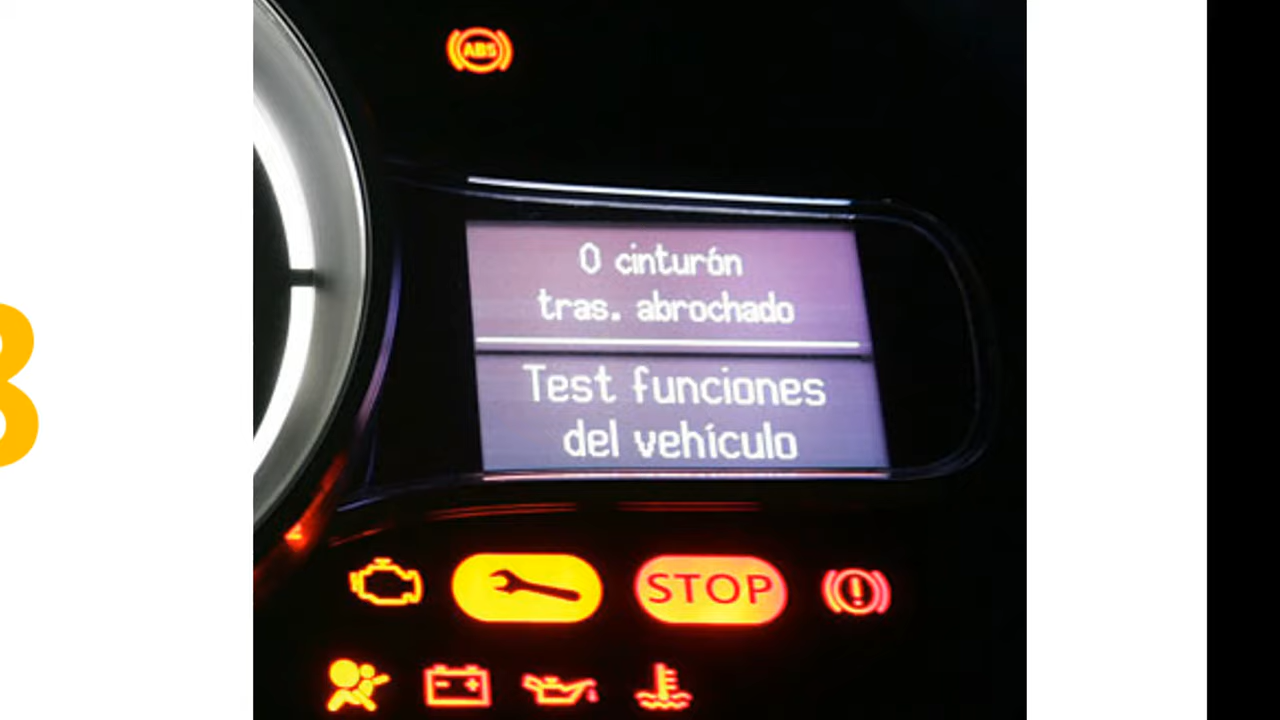 ABS
0 cinturón
tras. abrochado
Test funciones
del vehículo
STOP